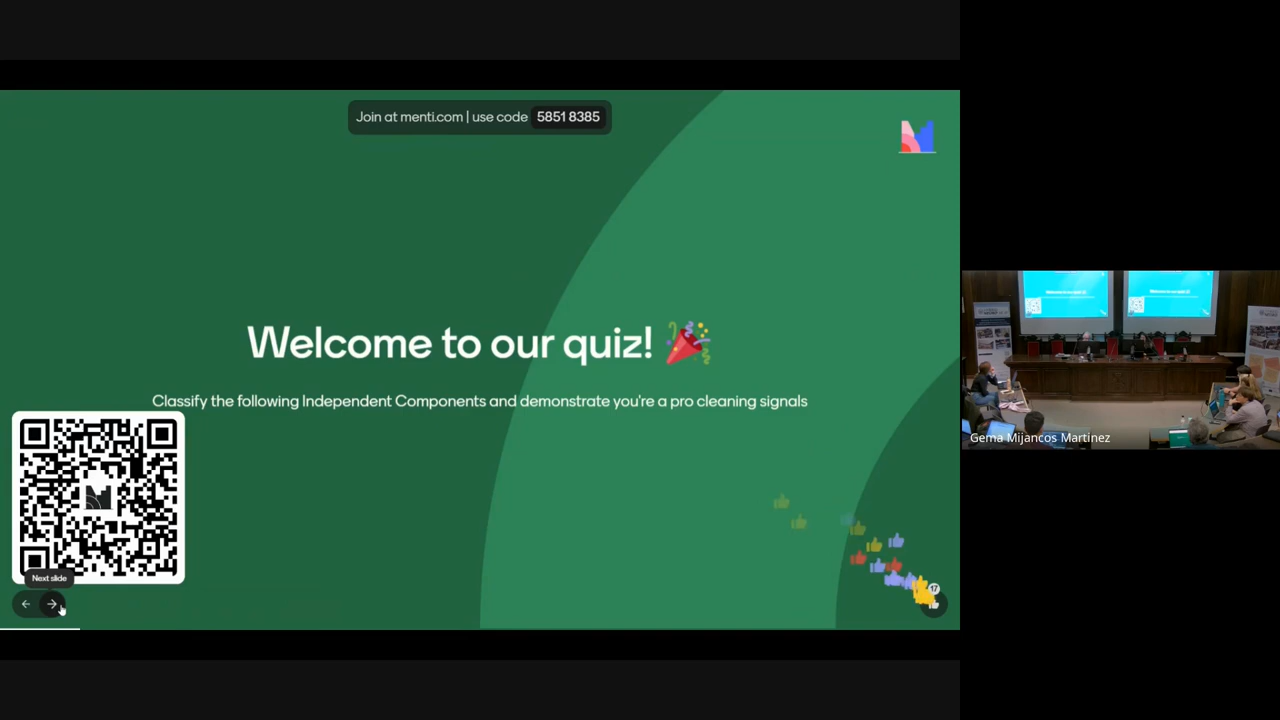 Join at menti.com | use code 5851 8385
Welcome to our quiz! 🎉
Classify the following Independent Components and demonstrate you're a pro cleaning signals
Next slide
17
Gema Mijancos Martinez